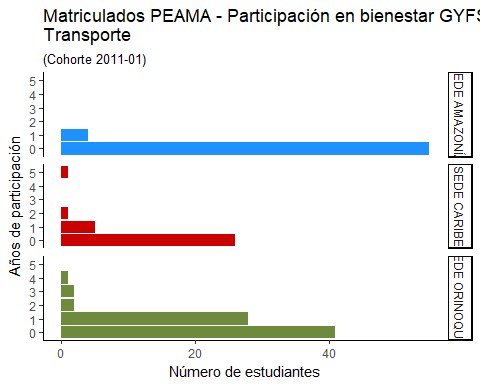 Matriculados PEAMA - Participación en bienestar GYFS
Transporte
(Cohorte 2011-01)
Años de participación
5
4
3
2
1
0
EDE AMAZONÍ
5
4
3
2
1
0
SEDE CARIBE
5
4
3
2
1
0
EDE ORINOQU
0
20
40
Número de estudiantes